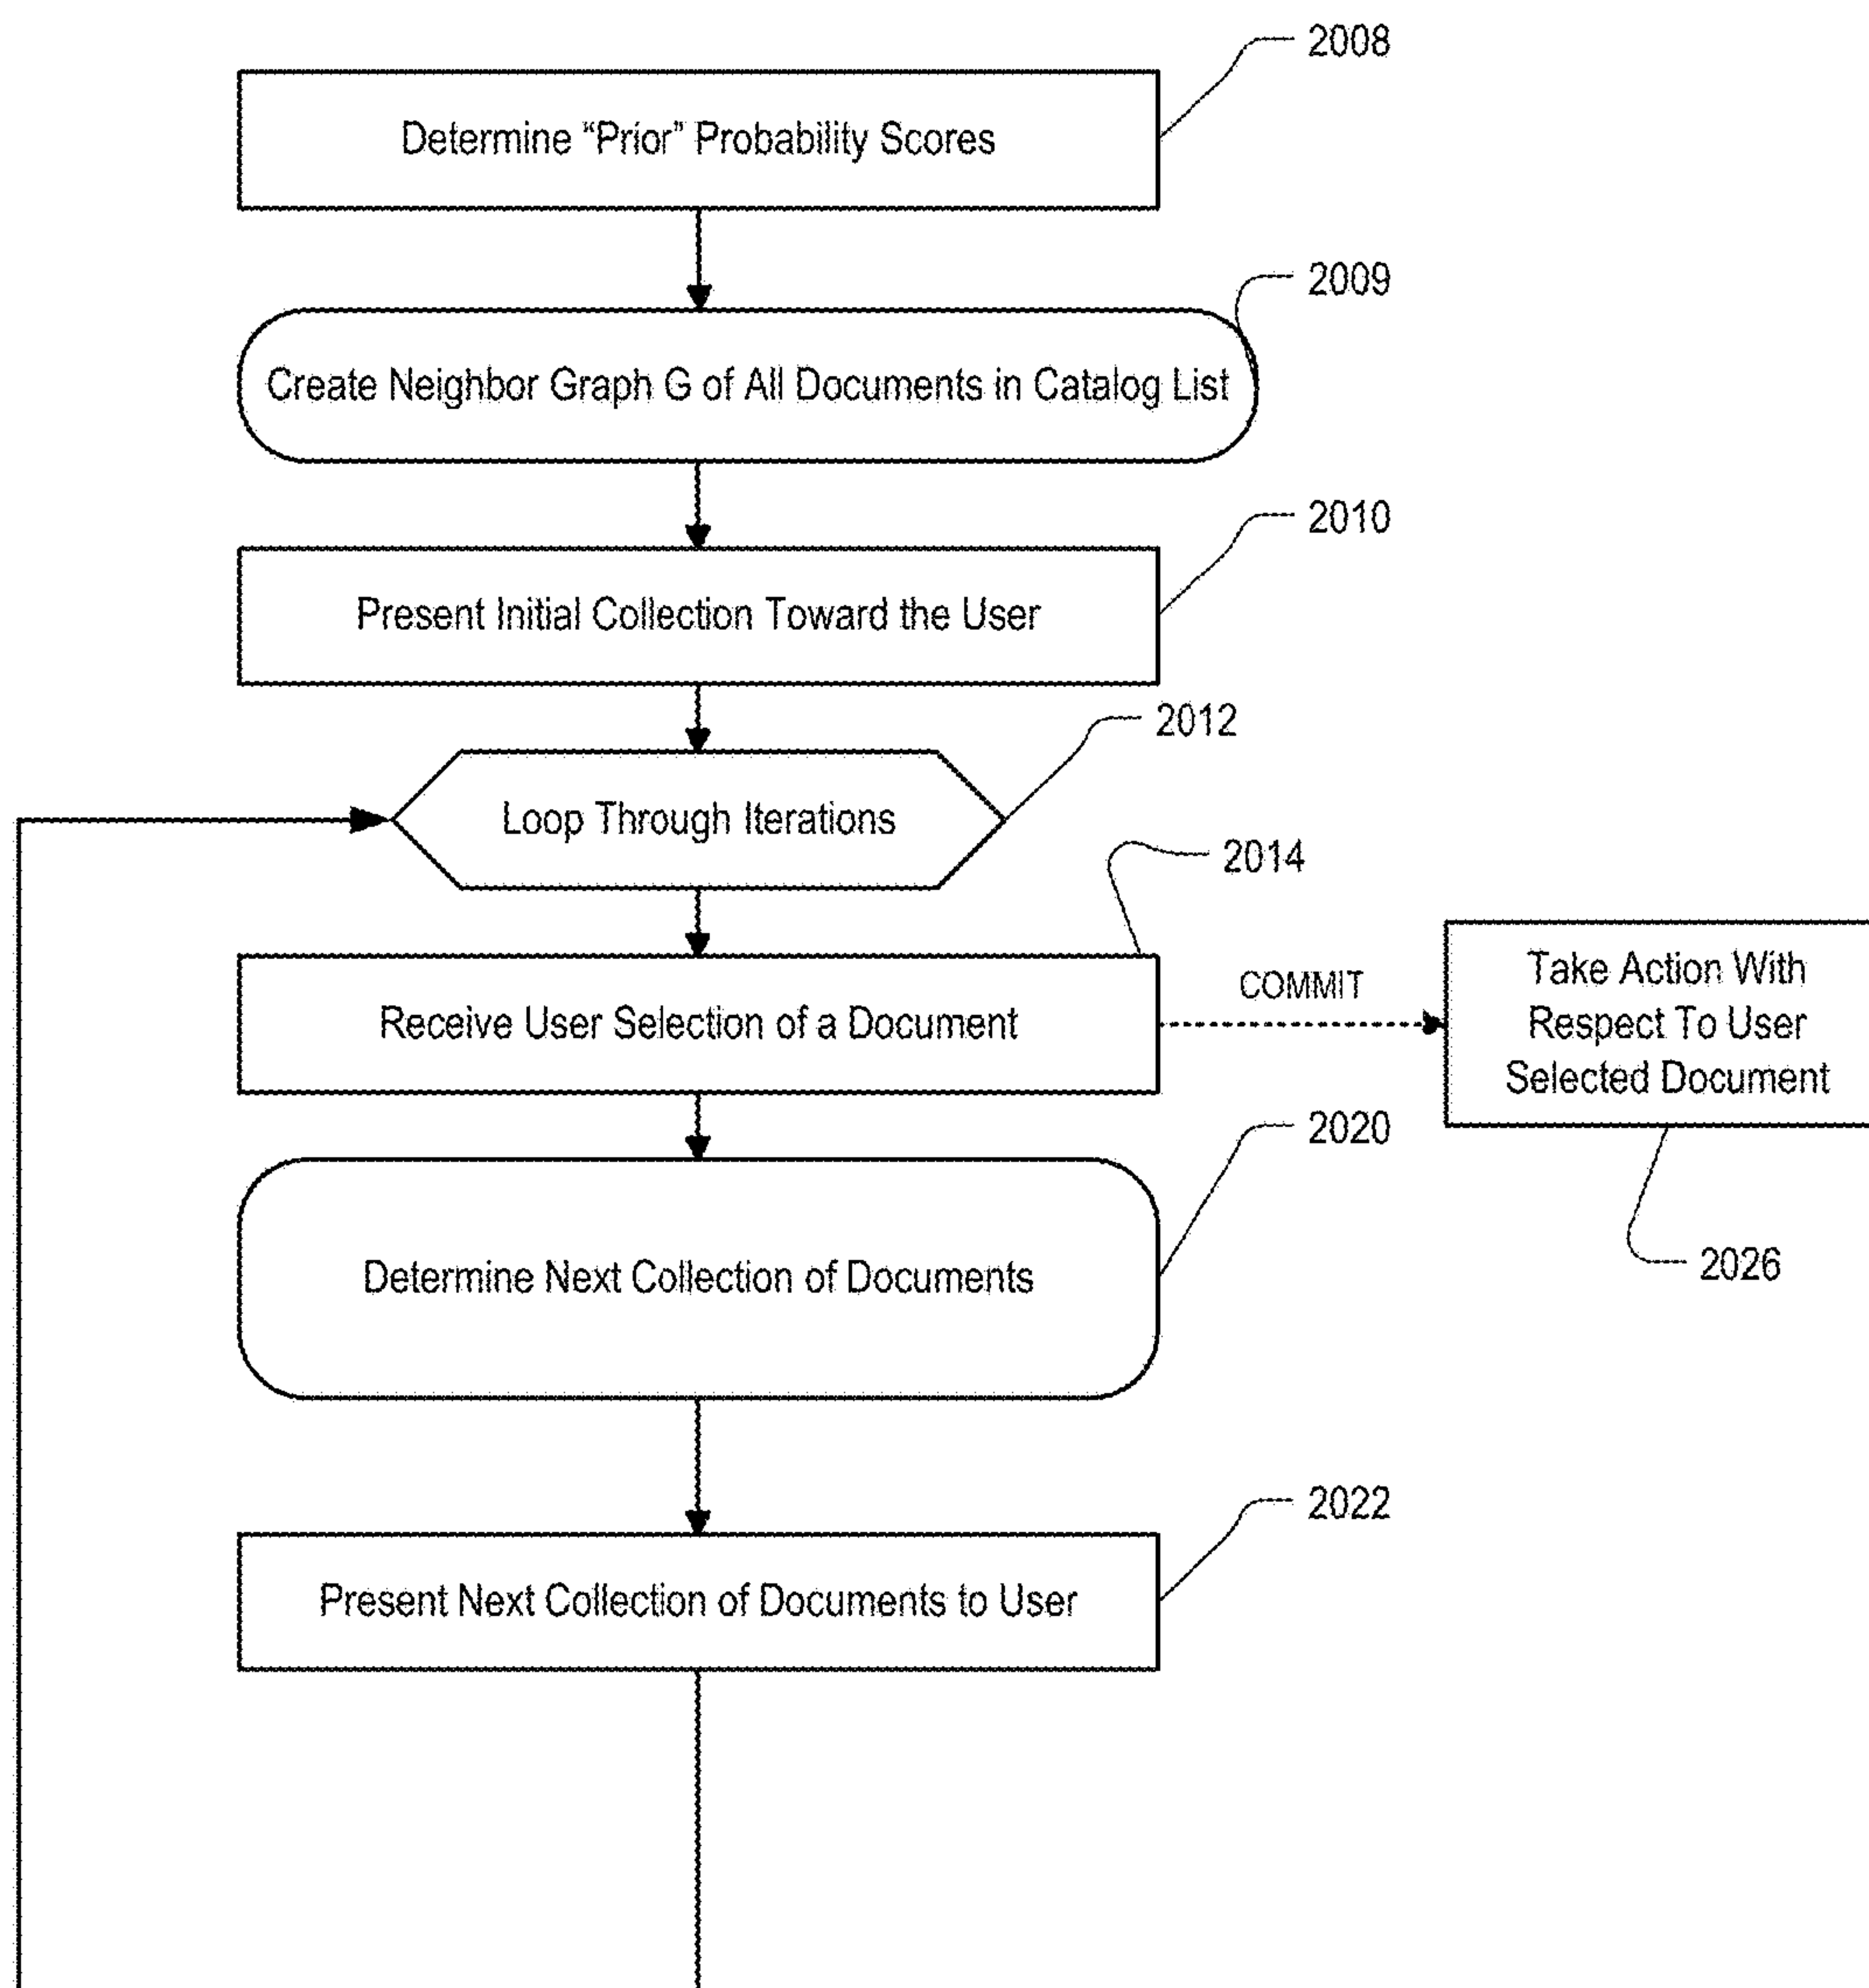 2008
Determine “Prior” Probability Scores
2009
Create Neighbor Graph G of All Documents in Catalog List
2010
Present Initial Collection Toward the User
2012
Loop Through Iterations
2014
Receive User Selection of a Document
COMMIT
Take Action With
Respect To User
Selected Document
2026
2020
Determine Next Collection of Documents
2022
Present Next Collection of Documents to User